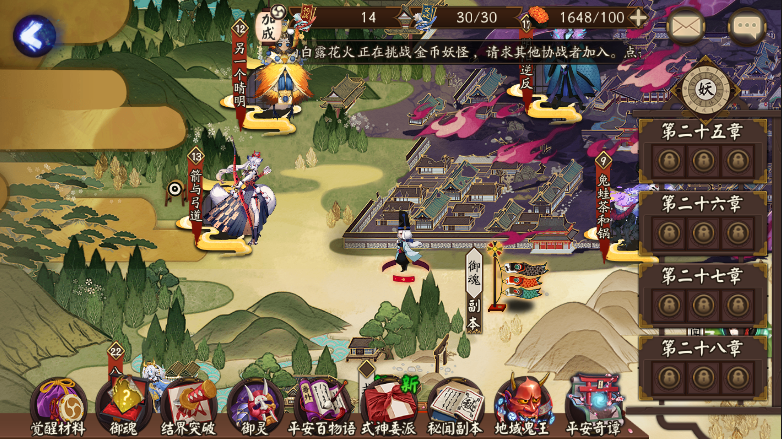 加成
14
30/30
1648/100
白露花火正在挑战金币妖怪，请求其他协战者加入。点
12
另一个晴明
逆反
妖
第二十五章
第二十六章
第二十七章
第二十八章
13
箭与弓道
9
兔蛙茶和锅
御魂副本
22
八
新
觉醒材料
御魂
结界突破
御灵
平安百物语
式神委派
秘闻副本
地域鬼王
平安奇谭